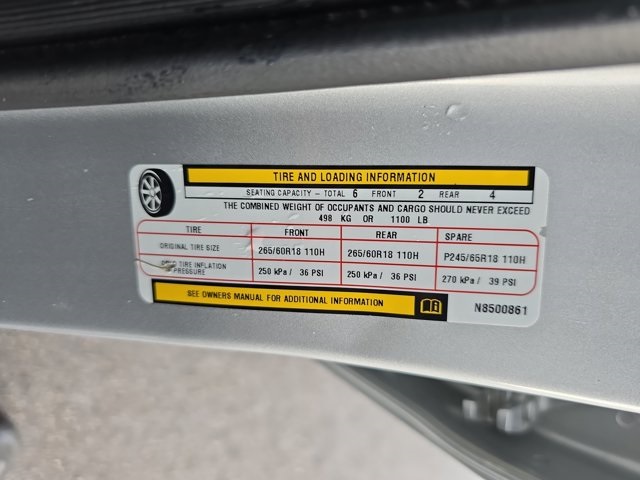 TIRE AND LOADING INFORMATION
SEATING CAPACITY – TOTAL 6 FRONT 2 REAR 4
THE COMBINED WEIGHT OF OCCUPANTS AND CARGO SHOULD NEVER EXCEED
498 KG OR 1100 LB
TIRE FRONT REAR SPARE
ORIGINAL TIRE SIZE 265/60R18 110H 265/60R18 110H P245/65R18 110H
TIRE INFLATION PRESSURE 250 kPa / 36 PSI 250 kPa / 36 PSI 270 kPa / 39 PSI
SEE OWNERS MANUAL FOR ADDITIONAL INFORMATION
N8500861